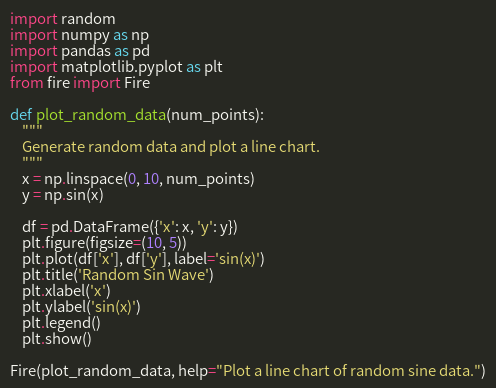 import random
import numpy as np
import pandas as pd
import matplotlib.pyplot as plt
from fire import Fire

def plot_random_data(num_points):
    """
    Generate random data and plot a line chart.
    """
    x = np.linspace(0, 10, num_points)
    y = np.sin(x)

    df = pd.DataFrame({'x': x, 'y': y})
    plt.figure(figsize=(10, 5))
    plt.plot(df['x'], df['y'], label='sin(x)')
    plt.title('Random Sin Wave')
    plt.xlabel('x')
    plt.ylabel('sin(x)')
    plt.legend()
    plt.show()

Fire(plot_random_data, help="Plot a line chart of random sine data.")